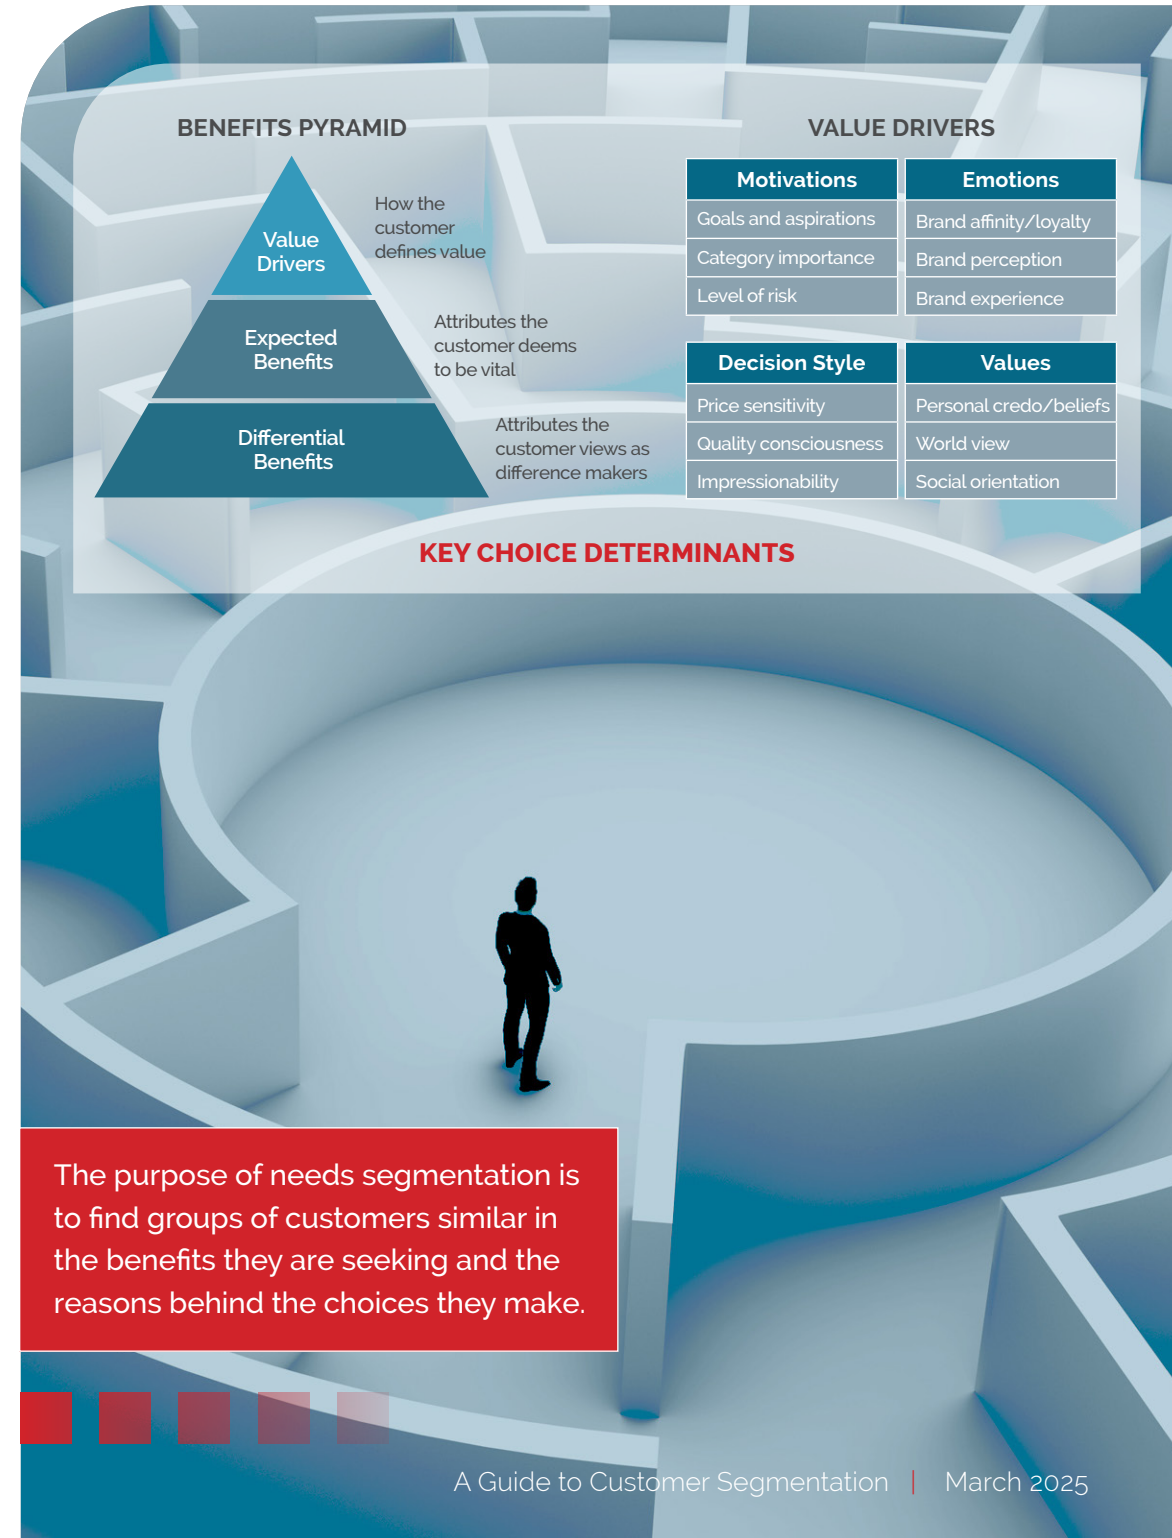 BENEFITS PYRAMID
Value
Drivers
How the
customer
defines value
Expected
Benefits
Attributes the
customer deems
to be vital
Differential
Benefits
Attributes the
customer views as
difference makers
VALUE DRIVERS
Motivations
Goals and aspirations
Category importance
Level of risk
Emotions
Brand affinity/loyalty
Brand perception
Brand experience
Decision Style
Price sensitivity
Quality consciousness
Impressionability
Values
Personal credo/beliefs
World view
Social orientation
KEY CHOICE DETERMINANTS
The purpose of needs segmentation is
to find groups of customers similar in
the benefits they are seeking and the
reasons behind the choices they make.
A Guide to Customer Segmentation | March 2025